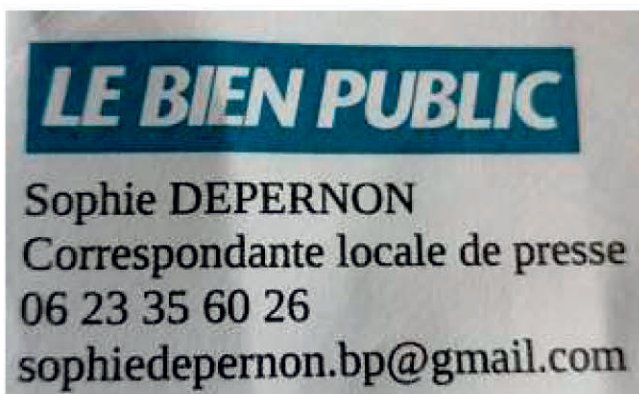 LE BIEN PUBLIC
Sophie DEPERNON
Correspondante locale de presse
06 23 35 60 26
sophiedepernon.bp@gmail.com